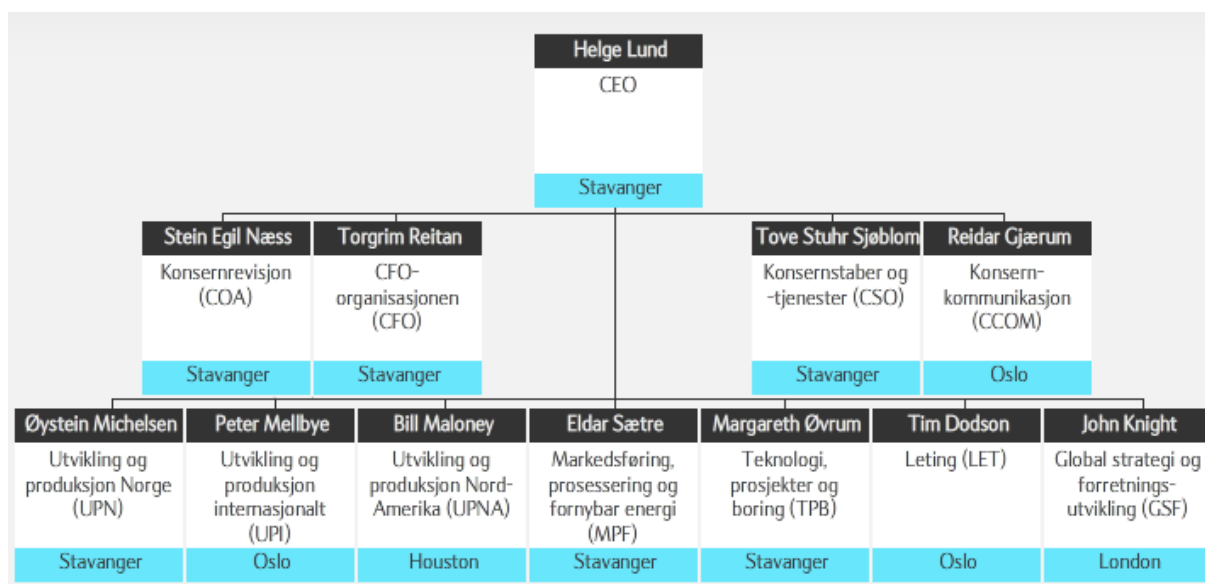 Helge Lund
CEO
Stavanger
Stein Egil Næss
Konsernrevisjon
(COA)
Stavanger
Torgrim Reitan
CFO-
organisasjonen
(CFO)
Stavanger
Tove Stuhr Sjøblom
Konsernstaber og
-tjenester (CSO)
Stavanger
Reidar Gjærum
Konsern-
kommunikasjon
(CCOM)
Oslo
Øystein Michelsen
Utvikling og
produksjon Norge
(UPN)
Stavanger
Peter Mellbye
Utvikling og
produksjon
internasjonalt
(UPI)
Oslo
Bill Maloney
Utvikling og
produksjon Nord-
Amerika (UPNA)
Houston
Eldar Sætre
Markedsføring,
prosessering og
fornybar energi
(MPF)
Stavanger
Margareth Øvrum
Teknologi,
prosjekter og
boring (TPB)
Stavanger
Tim Dodson
Leting (LET)
Oslo
John Knight
Global strategi og
forretnings-
utvikling (GSF)
London